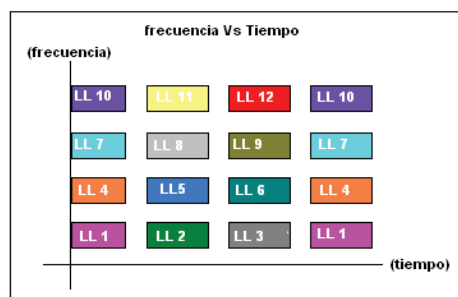 frecuencia Vs Tiempo
(frecuencia)
LL 10 LL 11 LL 12 LL 10
LL 7 LL 8 LL 9 LL 7
LL 4 LL5 LL 6 LL 4
LL 1 LL 2 LL 3 LL 1
(tiempo)